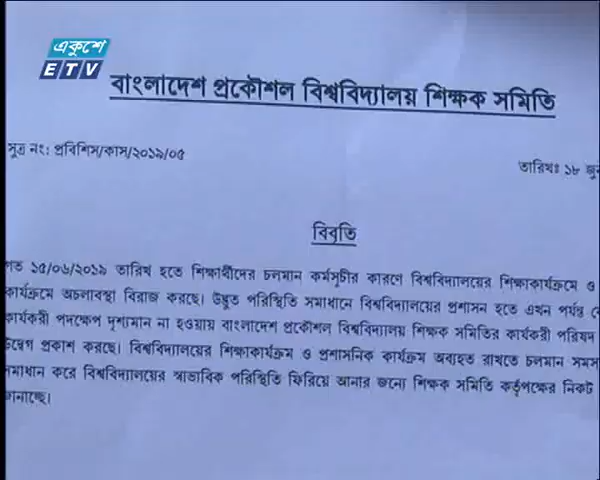 একুশে
ETV
বাংলাদেশ প্রকৌশল বিশ্ববিদ্যালয় শিক্ষক সমিতি
সুত্র নং: প্রবিশিস/কাস/২০১৯/০৫
তারিখঃ ১৮ জুন
বিবৃতি
গত ১৫/০৬/২০১৯ তারিখ হতে শিক্ষার্থীদের চলমান কর্মসূচীর কারণে বিশ্ববিদ্যালয়ের শিক্ষাকার্যক্রমে ও
কার্যক্রমে অচলাবস্থা বিরাজ করছে। উদ্ভুত পরিস্থিতি সমাধানে বিশ্ববিদ্যালয়ের প্রশাসন হতে এখন পর্যন্ত
কার্যকরী পদক্ষেপ দৃশ্যমান না হওয়ায় বাংলাদেশ প্রকৌশল বিশ্ববিদ্যালয় শিক্ষক সমিতির কার্যকরী পরিষদ
উদ্বেগ প্রকাশ করছে। বিশ্ববিদ্যালয়ের শিক্ষাকার্যক্রম ও প্রশাসনিক কার্যক্রম অব্যহত রাখতে চলমান সমস
সমাধান করে বিশ্ববিদ্যালয়ের স্বাভাবিক পরিস্থিতি ফিরিয়ে আনার জন্যে শিক্ষক সমিতি কর্তৃপক্ষের নিকট
জানাচ্ছে।